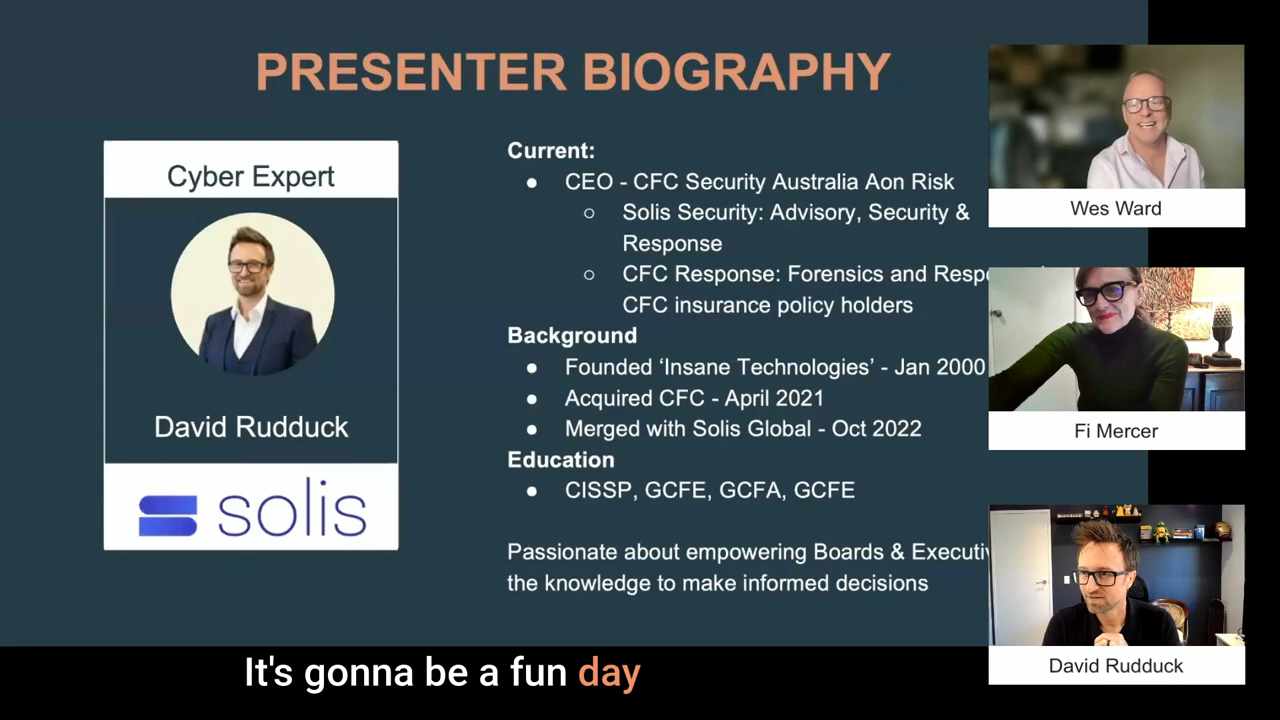 PRESENTER BIOGRAPHY
Cyber Expert
David Rudduck
solis
Current:
● CEO - CFC Security Australia Aon Risk
○ Solis Security: Advisory, Security &
Response
○ CFC Response: Forensics and
CFC insurance policy holders
Background
● Founded ‘Insane Technologies’ - Jan 2000
● Acquired CFC - April 2021
● Merged with Solis Global - Oct 2022
Education
● CISSP, GCFE, GCFA, GCFE
Passionate about empowering Boards &
the knowledge to make informed decisions
Wes Ward
Fi Mercer
David Rudduck
It's gonna be a fun day